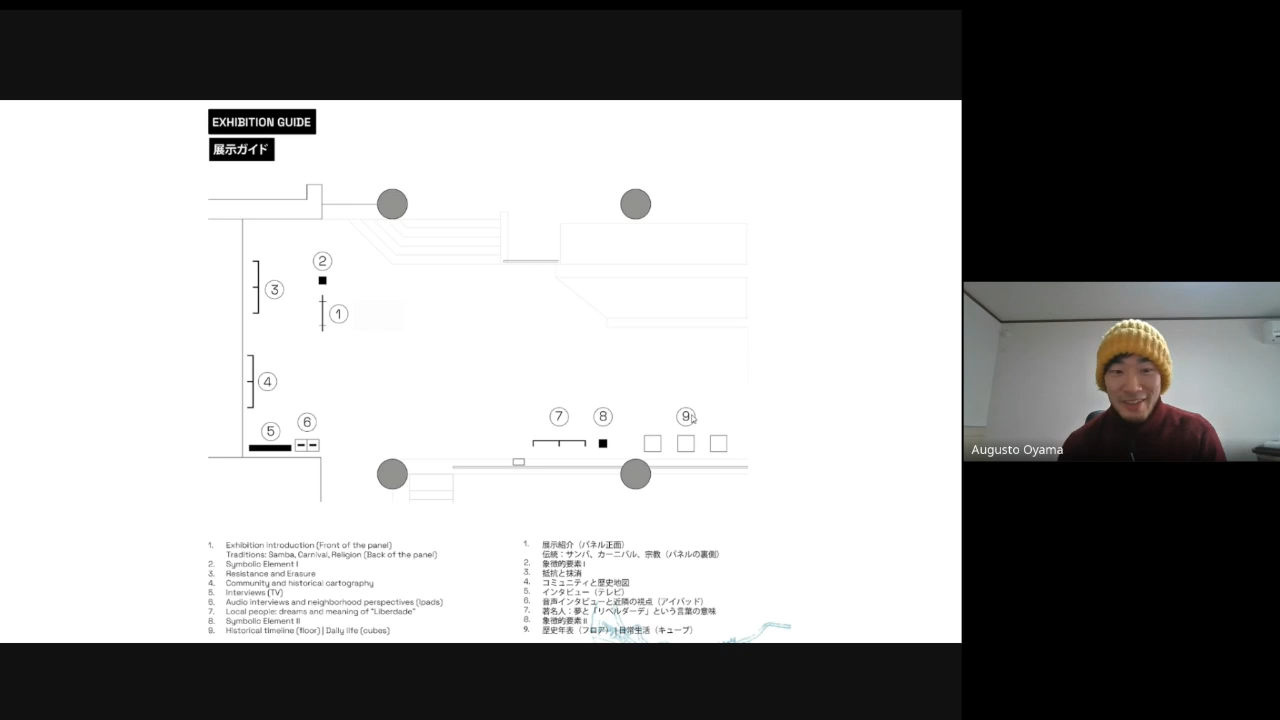 EXHIBITION GUIDE
展示ガイド
2
3
1
4
5
6
7
8
9
1. Exhibition Introduction (Front of the panel)
Traditions: Samba, Carnival, Religion (Back of the panel)
2. Symbolic Element I
3. Resistance and Erasure
4. Community and historical cartography
5. Interviews (TV)
6. Audio interviews and neighborhood perspectives (Ipads)
7. Local people: dreams and meaning of "Liberdade"
8. Symbolic Element II
9. Historical timeline (floor) | Daily life (cubes)
1. 展示紹介（パネル正面）
伝統：サンバ、カーニバル、宗教（パネルの裏側）
2. 象徴的要素 I
3. 抵抗と抹消
4. コミュニティと歴史地図
5. インタビュー（テレビ）
6. 音声インタビューと近隣の視点（アイパッド）
7. 著名人：夢と「リベルダーデ」という言葉の意味
8. 象徴的要素 II
9. 歴史年表（フロア） | 日常生活（キューブ）
Augusto Oyama